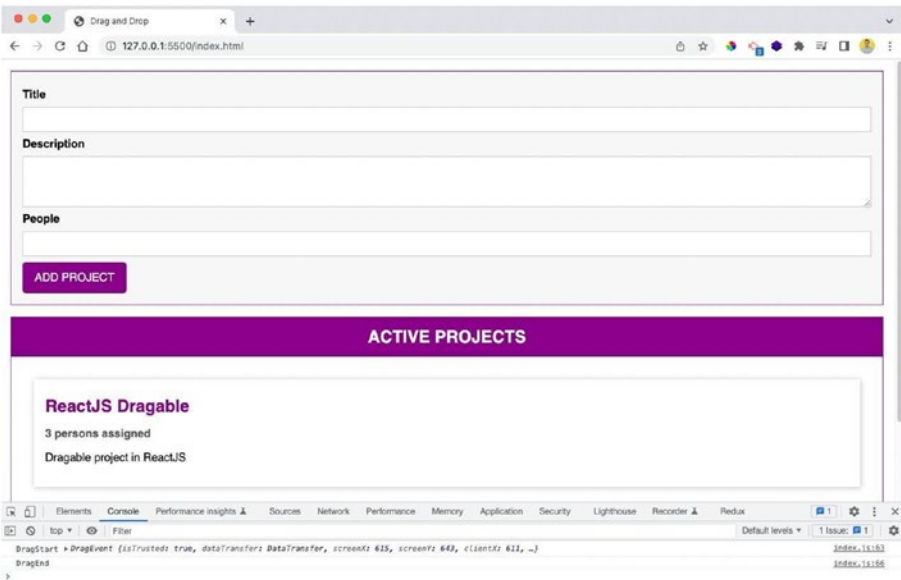 Drag and Drop
127.0.0.1:5500/index.html
Title
Description
People
ADD PROJECT
ACTIVE PROJECTS
ReactJS Dragable
3 persons assigned
Dragable project in ReactJS
Elements Console Performance insights Sources Network Performance Memory Application Security Lighthouse Recorder Redux 1
top Filter Default levels 1 Issue: 1
DragStart DragEvent {isTrusted: true, dataTransfer: DataTransfer, screenX: 615, screenY: 643, clientX: 611, …} index.js:63
DragEnd index.js:66